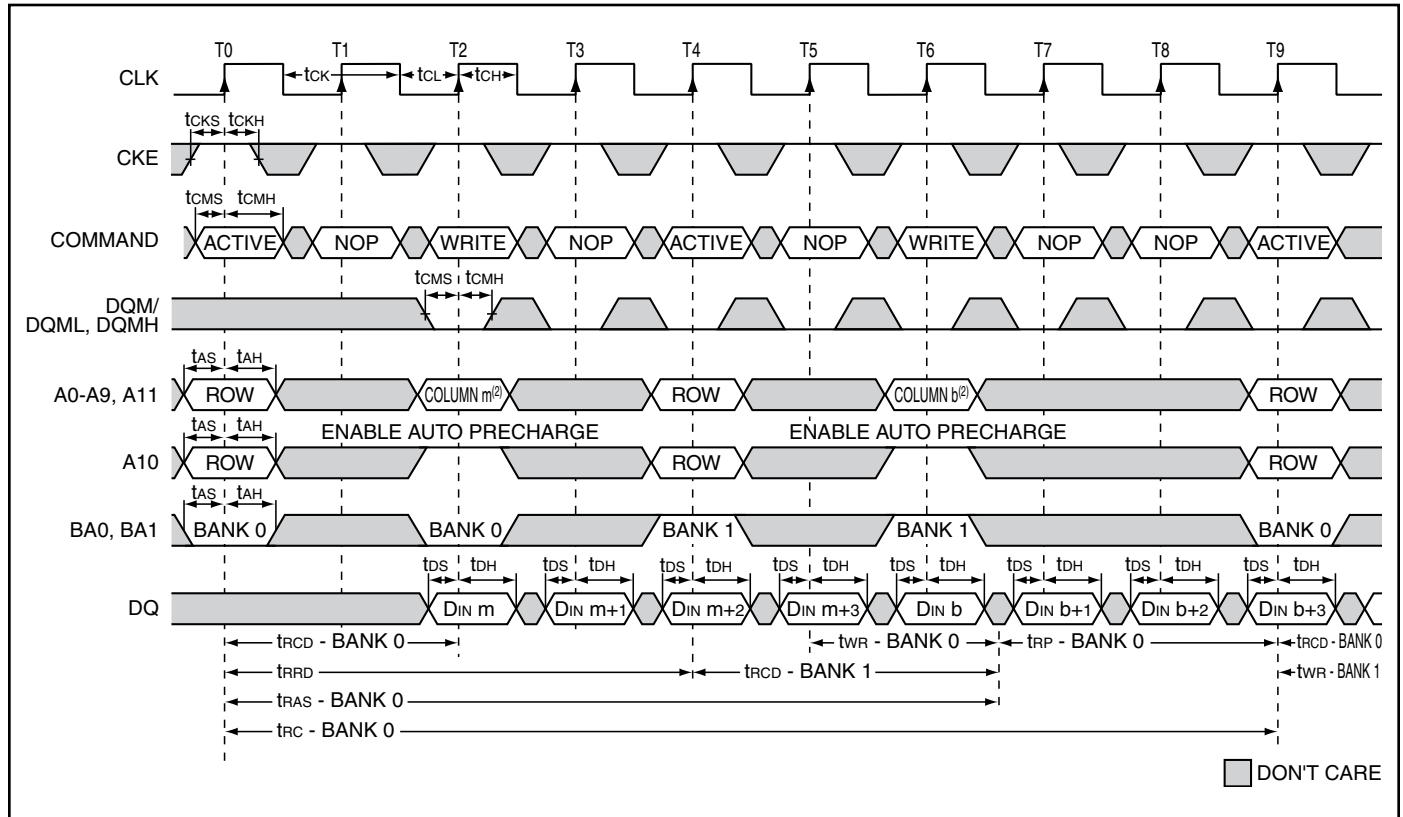 T0 T1 T2 T3 T4 T5 T6 T7 T8 T9
CLK tCK tCL tCH
tCKS tCKH
CKE
tCMS tCMH
COMMAND ACTIVE NOP WRITE NOP ACTIVE NOP WRITE NOP NOP ACTIVE
tCMS tCMH
DQM/
DQML, DQMH
tAS tAH
A0-A9, A11 ROW COLUMN m(2) ROW COLUMN b(2) ROW
tAS tAH ENABLE AUTO PRECHARGE ENABLE AUTO PRECHARGE
A10 ROW ROW ROW
tAS tAH
BA0, BA1 BANK 0 BANK 0 BANK 1 BANK 1 BANK 0
tDS tDH tDS tDH tDS tDH tDS tDH tDS tDH tDS tDH tDS tDH tDS tDH
DQ DIN m DIN m+1 DIN m+2 DIN m+3 DIN b DIN b+1 DIN b+2 DIN b+3
tRCD - BANK 0 tWR - BANK 0 tRP - BANK 0 tRCD - BANK 0
tRRD tRCD - BANK 1 tWR - BANK 1
tRAS - BANK 0
tRC - BANK 0
DON'T CARE